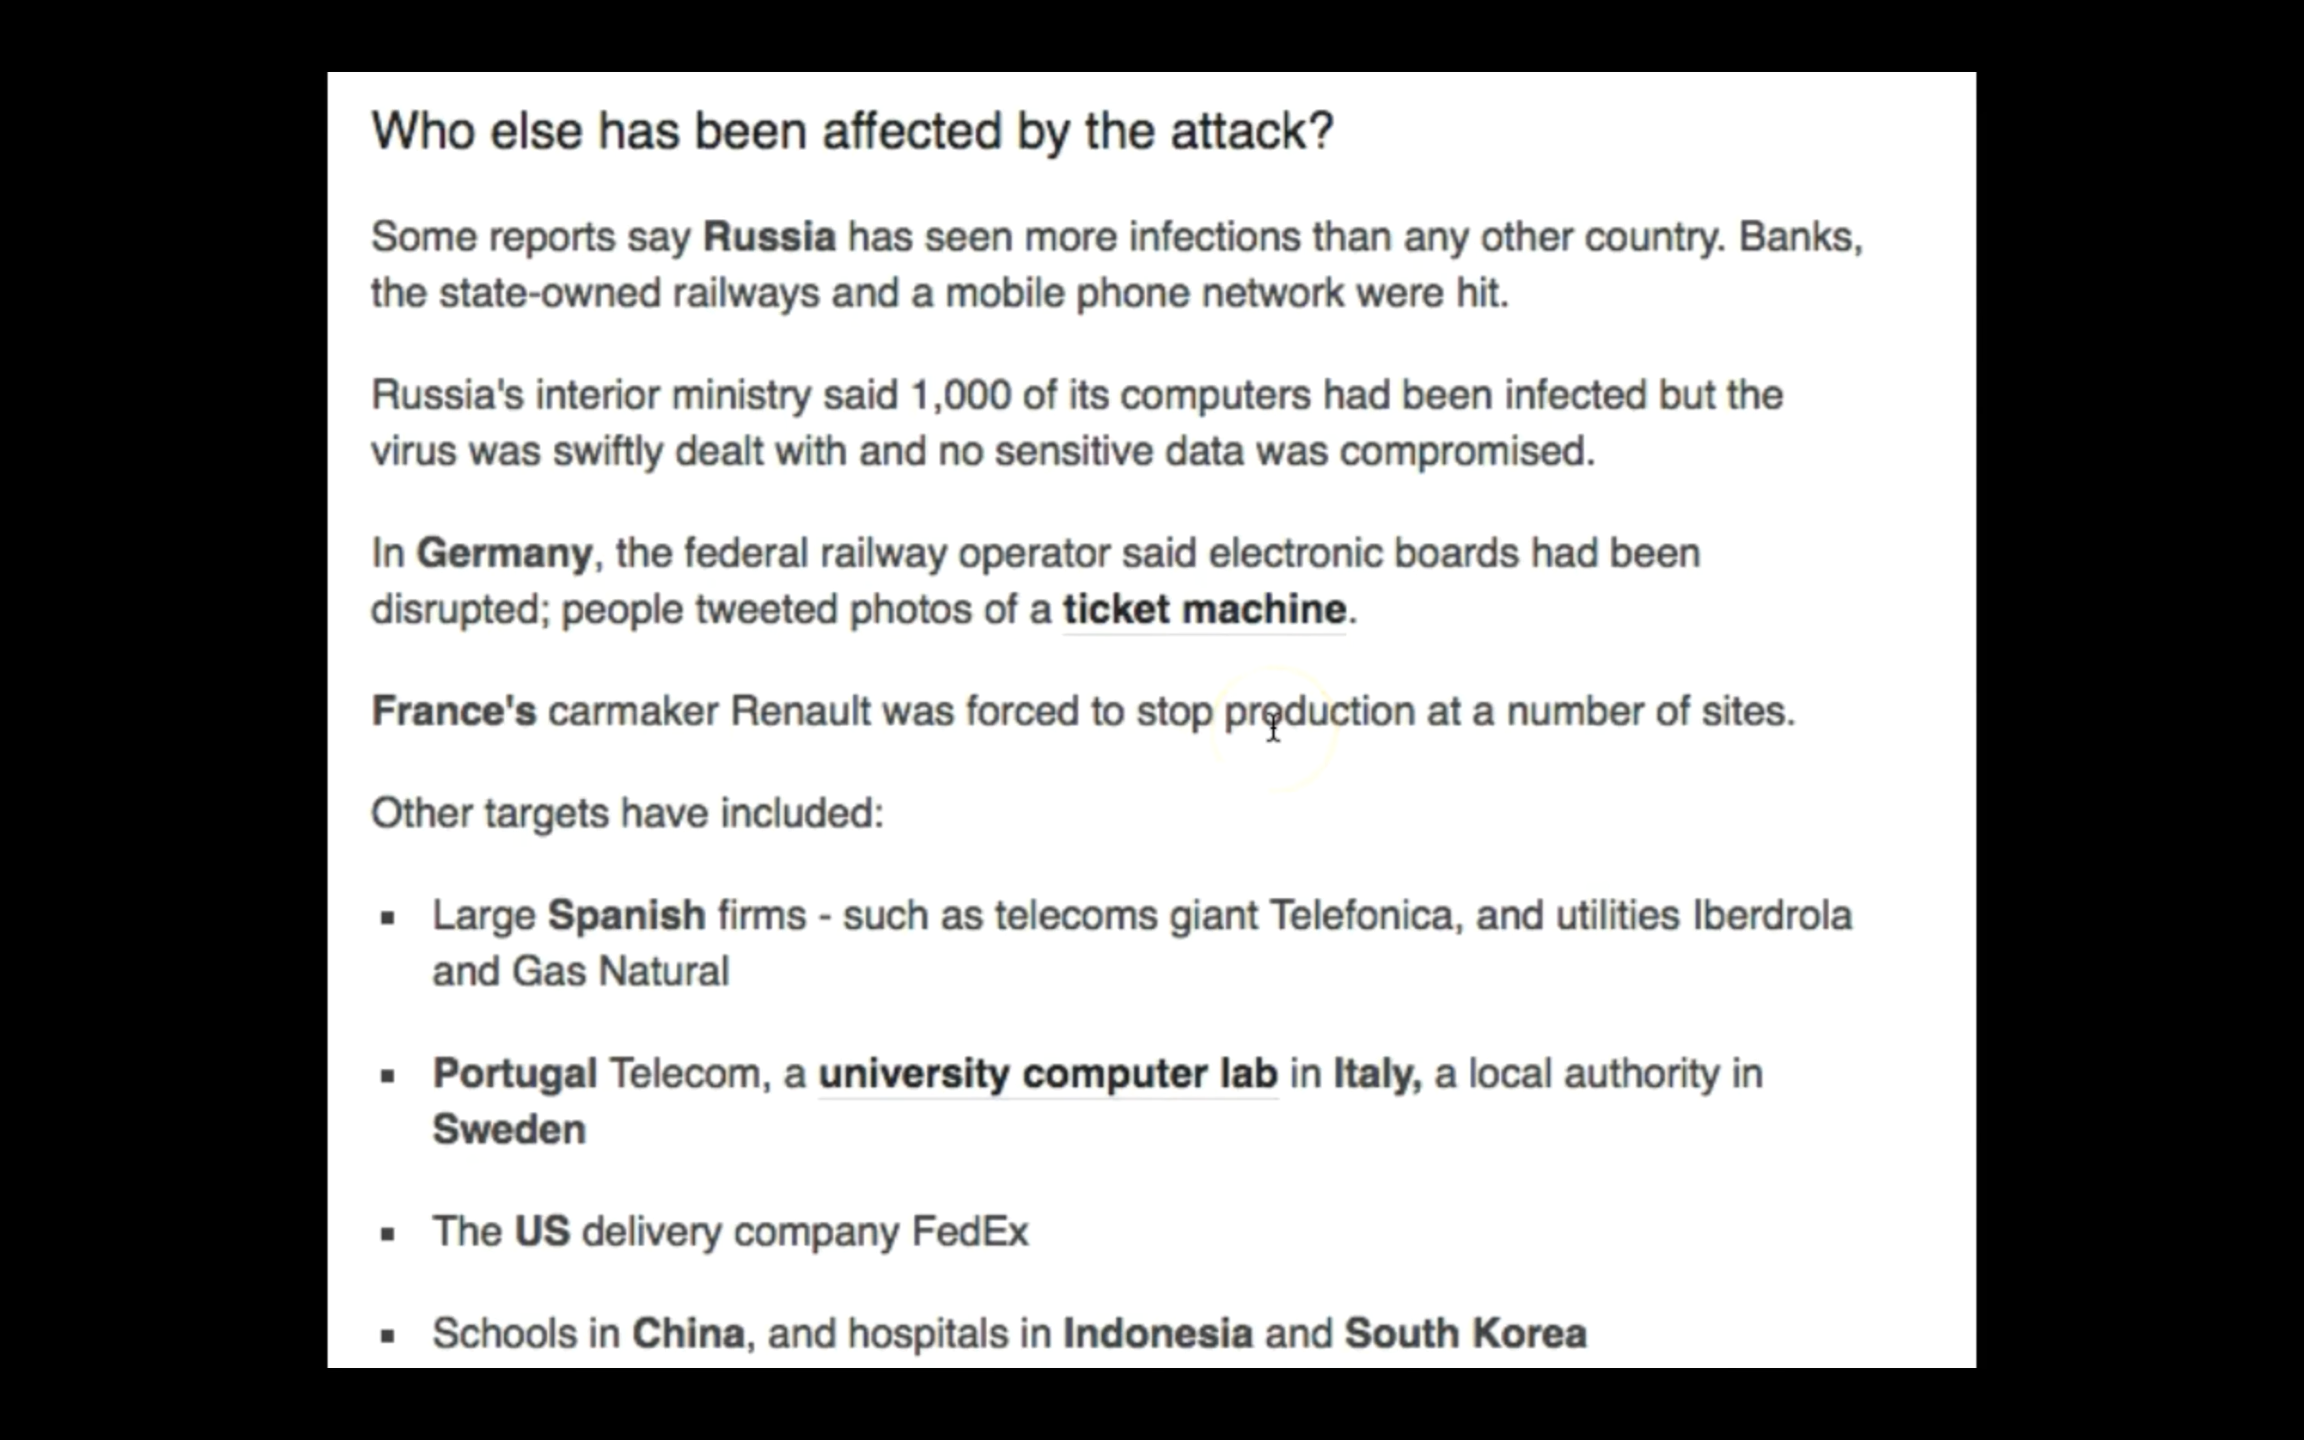 Who else has been affected by the attack?
Some reports say Russia has seen more infections than any other country. Banks,
the state-owned railways and a mobile phone network were hit.
Russia's interior ministry said 1,000 of its computers had been infected but the
virus was swiftly dealt with and no sensitive data was compromised.
In Germany, the federal railway operator said electronic boards had been
disrupted; people tweeted photos of a ticket machine.
France's carmaker Renault was forced to stop production at a number of sites.
Other targets have included:
▪ Large Spanish firms - such as telecoms giant Telefonica, and utilities Iberdrola
and Gas Natural
▪ Portugal Telecom, a university computer lab in Italy, a local authority in
Sweden
▪ The US delivery company FedEx
▪ Schools in China, and hospitals in Indonesia and South Korea